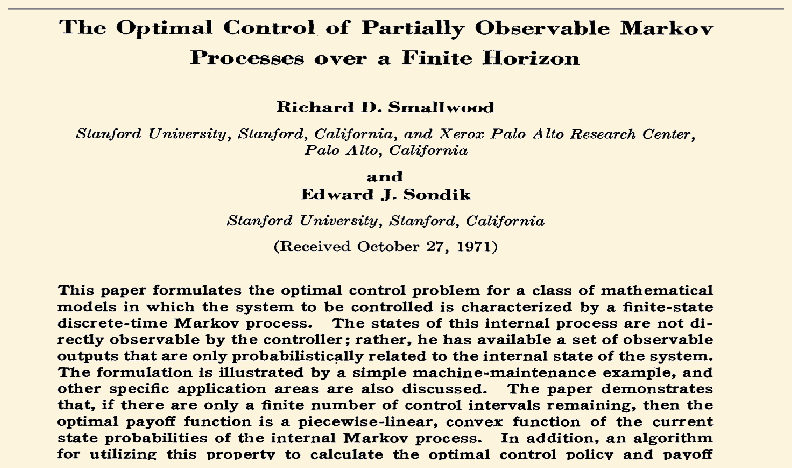 The Optimal Control of Partially Observable Markov
Processes over a Finite Horizon
Richard D. Smallwood
Stanford University, Stanford, California, and Xerox Palo Alto Research Center,
Palo Alto, California
and
Edward J. Sondik
Stanford University, Stanford, California
(Received October 27, 1971)
This paper formulates the optimal control problem for a class of mathematical
models in which the system to be controlled is characterized by a finite-state
discrete-time Markov process. The states of this internal process are not di-
rectly observable by the controller; rather, he has available a set of observable
outputs that are only probabilistically related to the internal state of the system.
The formulation is illustrated by a simple machine-maintenance example, and
other specific application areas are also discussed. The paper demonstrates
that, if there are only a finite number of control intervals remaining, then the
optimal payoff function is a piecewise-linear, convex function of the current
state probabilities of the internal Markov process. In addition, an algorithm
for utilizing this property to calculate the optimal control policy and payoff